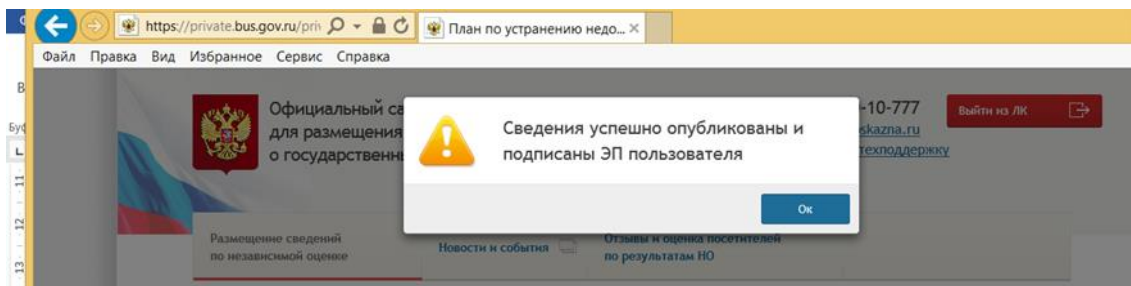 https://private.bus.gov.ru/priv
План по устранению недо...
Файл Правка Вид Избранное Сервис Справка
Официальный са
для размещения
о государственн
Сведения успешно опубликованы и
подписаны ЭП пользователя
Ок
-10-777
skazna.ru
техподдержку
Выйти из ЛК
Размещение сведений
по независимой оценке
Новости и события
Отзывы и оценка посетителей
по результатам НО
11
12
13